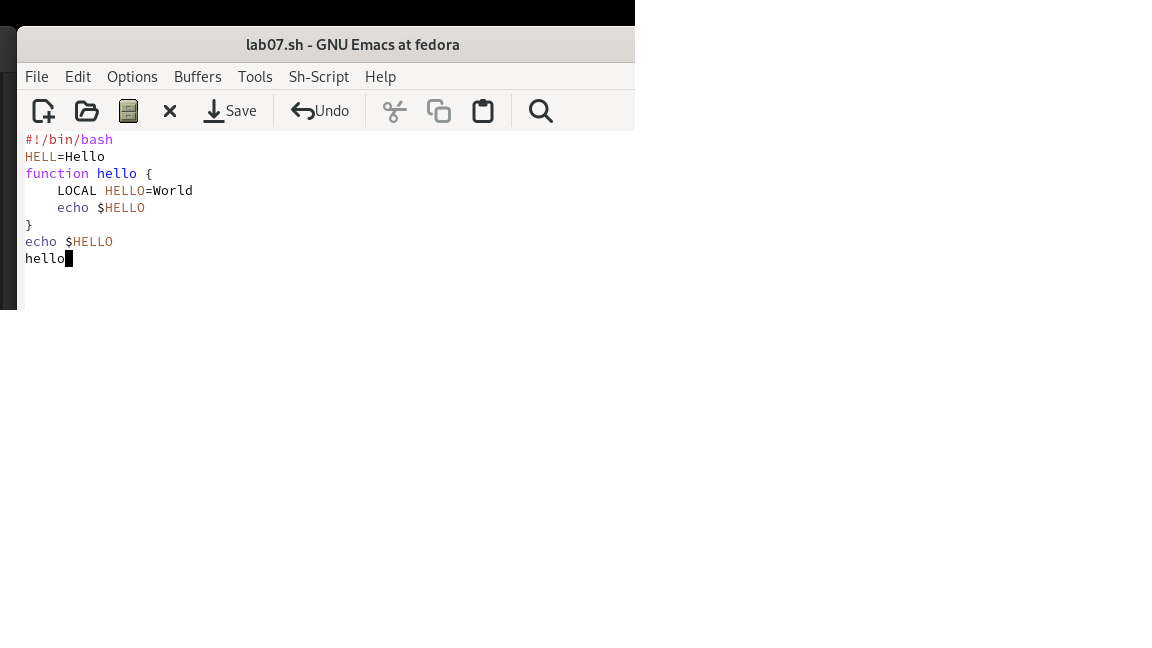 lab07.sh - GNU Emacs at fedora
File Edit Options Buffers Tools Sh-Script Help
Save Undo
#!/bin/bash
HELL=Hello
function hello {
    LOCAL HELLO=World
    echo $HELLO
}
echo $HELLO
hello